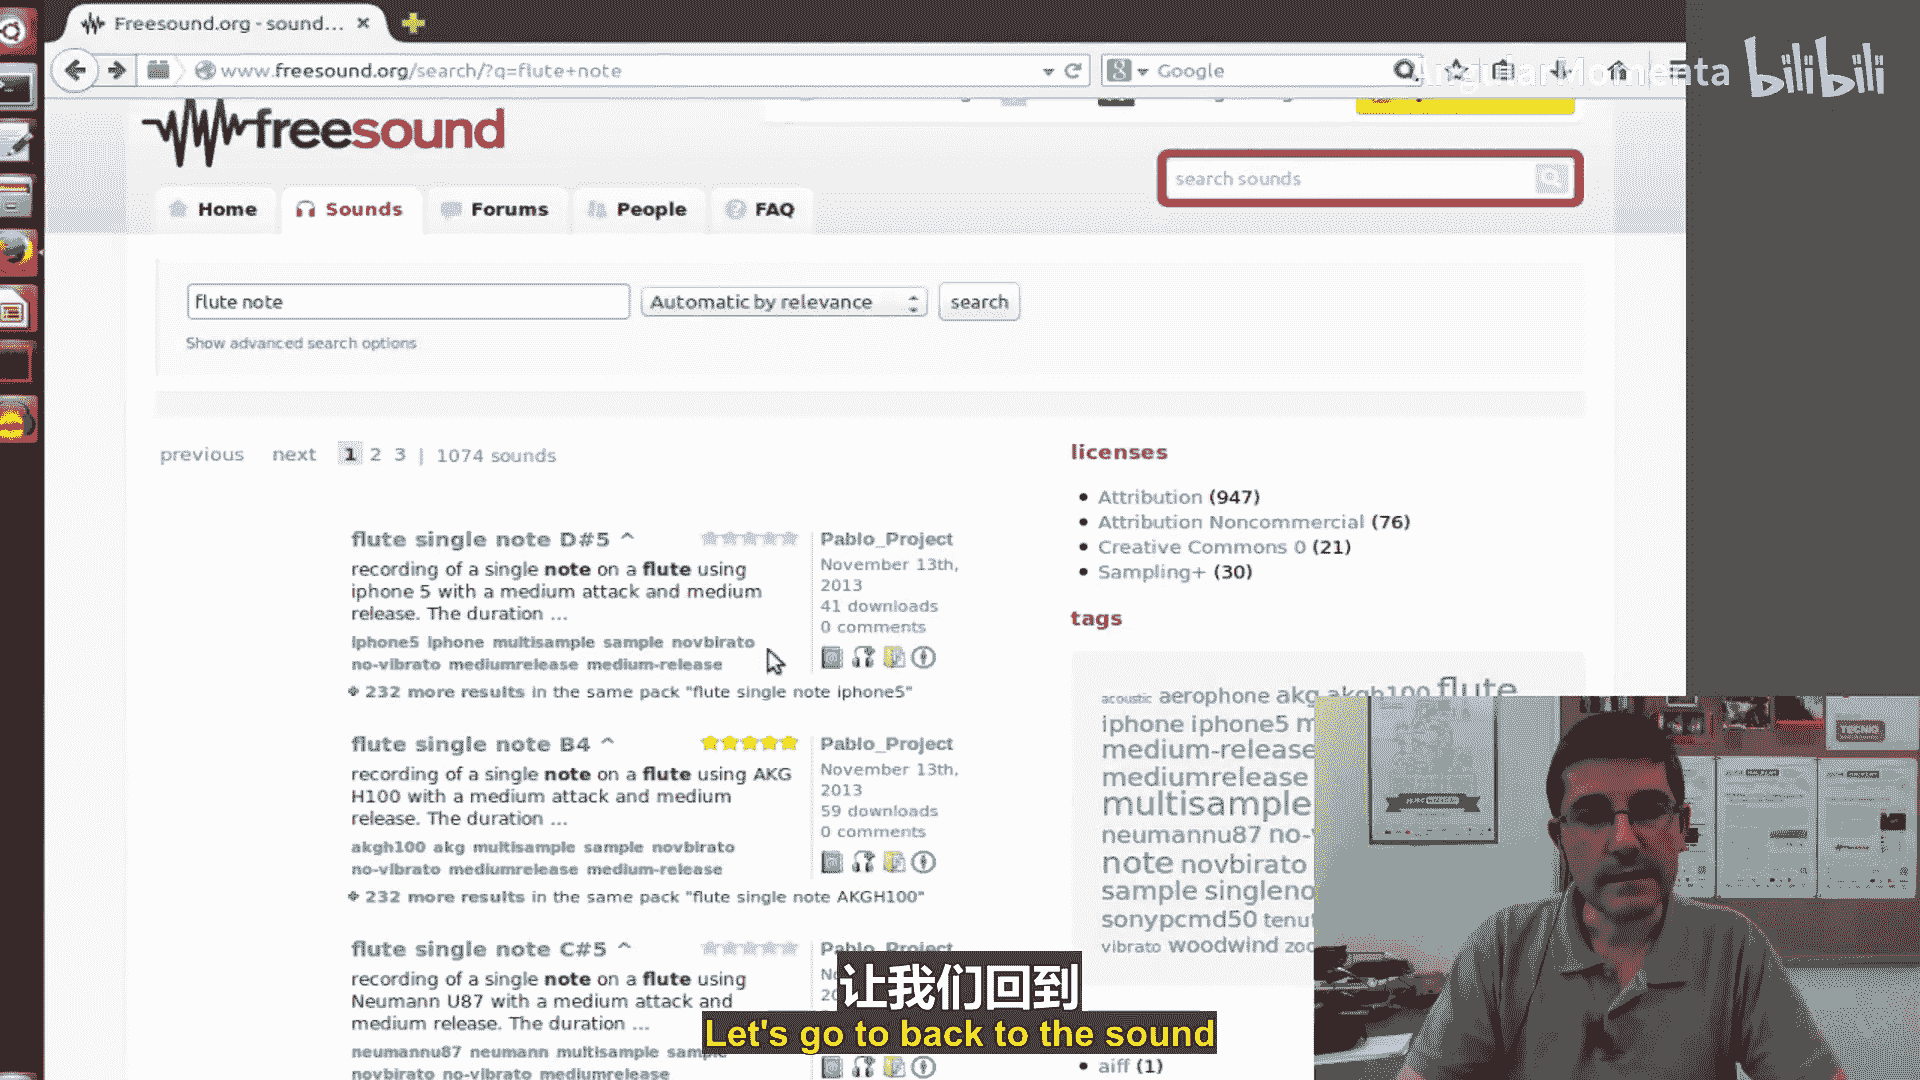 Freesound.org - sound...
www.freesound.org/search/?q=flute+note
Google
AngularMomenta bilibili
freesound
search sounds
Home
Sounds
Forums
People
FAQ
flute note
Automatic by relevance
search
Show advanced search options
previous next 1 2 3 | 1074 sounds
flute single note D#5 ^
recording of a single note on a flute using
iphone 5 with a medium attack and medium
release. The duration ...
iphone5 iphone multisample sample novbirato
no-vibrato mediumrelease medium-release
232 more results in the same pack "flute single note iphone5"
Pablo_Project
November 13th,
2013
41 downloads
0 comments
flute single note B4 ^
recording of a single note on a flute using AKG
H100 with a medium attack and medium
release. The duration ...
akgh100 akg multisample sample novbirato
no-vibrato mediumrelease medium-release
232 more results in the same pack "flute single note AKGH100"
Pablo_Project
November 13th,
2013
59 downloads
0 comments
flute single note C#5 ^
recording of a single note on a flute using
Neumann U87 with a medium attack and
medium release. The duration ...
neumannu87 neumann multisample sample
novbirato no-vibrato mediumrelease
Pablo_Project
licenses
Attribution (947)
Attribution Noncommercial (76)
Creative Commons 0 (21)
Sampling+ (30)
tags
acoustic aerophone akg akgh100 flute
iphone iphone5 m
medium-release
mediumrelease
multisample
neumannu87 no-
note novbirato
sample singleno
sonypcmd50 tenut
vibrato woodwind zoo
aiff (1)
让我们回到
Let's go to back to the sound